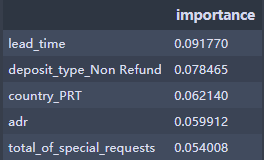 importance
lead_time 0.091770
deposit_type_Non Refund 0.078465
country_PRT 0.062140
adr 0.059912
total_of_special_requests 0.054008